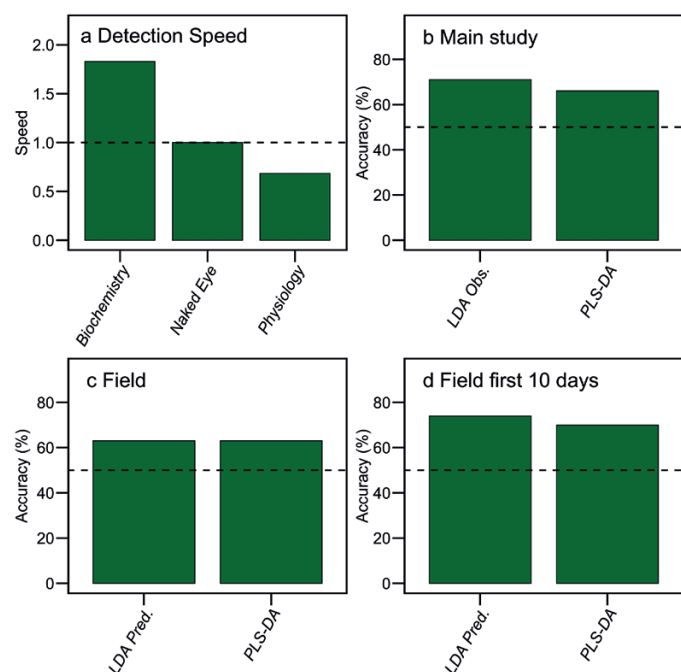 a Detection Speed
Speed
2.0
1.5
1.0
0.5
0.0
Biochemistry
Naked Eye
Physiology
b Main study
Accuracy (%)
80
60
40
20
0
LDA Obs.
PLS-DA
c Field
Accuracy (%)
80
60
40
20
0
LDA Pred.
PLS-DA
d Field first 10 days
Accuracy (%)
80
60
40
20
0
LDA Pred.
PLS-DA